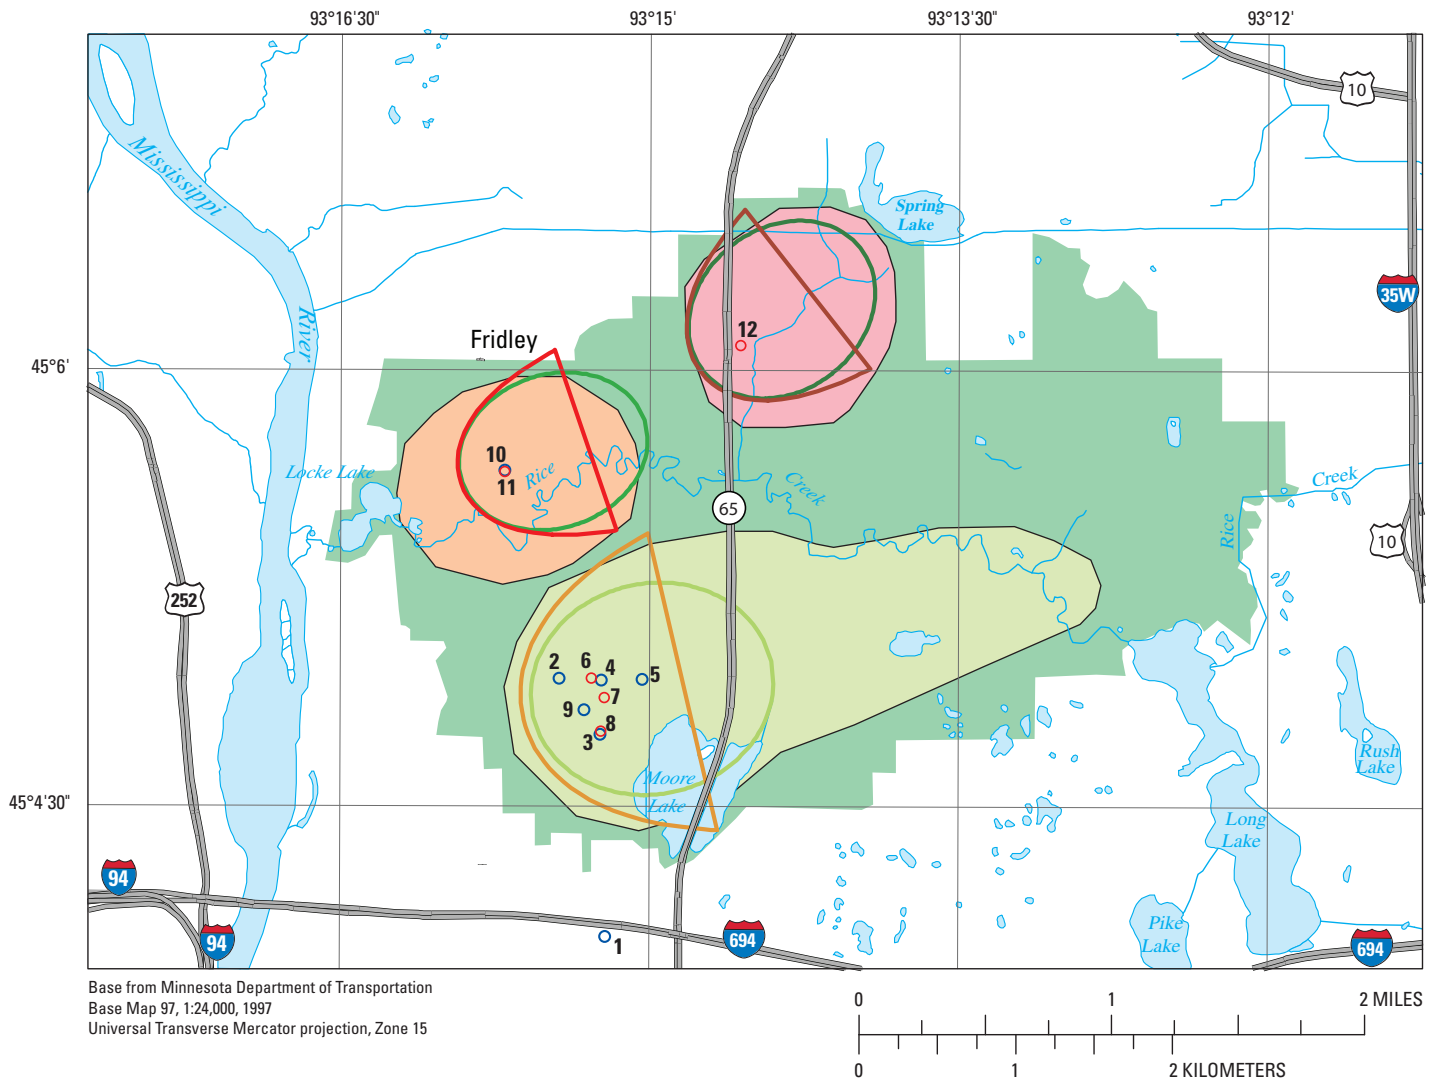 93°16'30"
93°15'
93°13'30"
93°12'
10
Mississippi
River
Spring
Lake
35W
12
Fridley
45°6'
10
11
Rice
Locke Lake
Creek
65
Creek
Rice
10
252
2
6
4
5
7
9
8
3
Moore
Lake
Rush
Lake
45°4'30"
Long
Lake
94
94
1
694
Pike
Lake
694
Base from Minnesota Department of Transportation
Base Map 97, 1:24,000, 1997
Universal Transverse Mercator projection, Zone 15
0
1
2 MILES
0
1
2 KILOMETERS